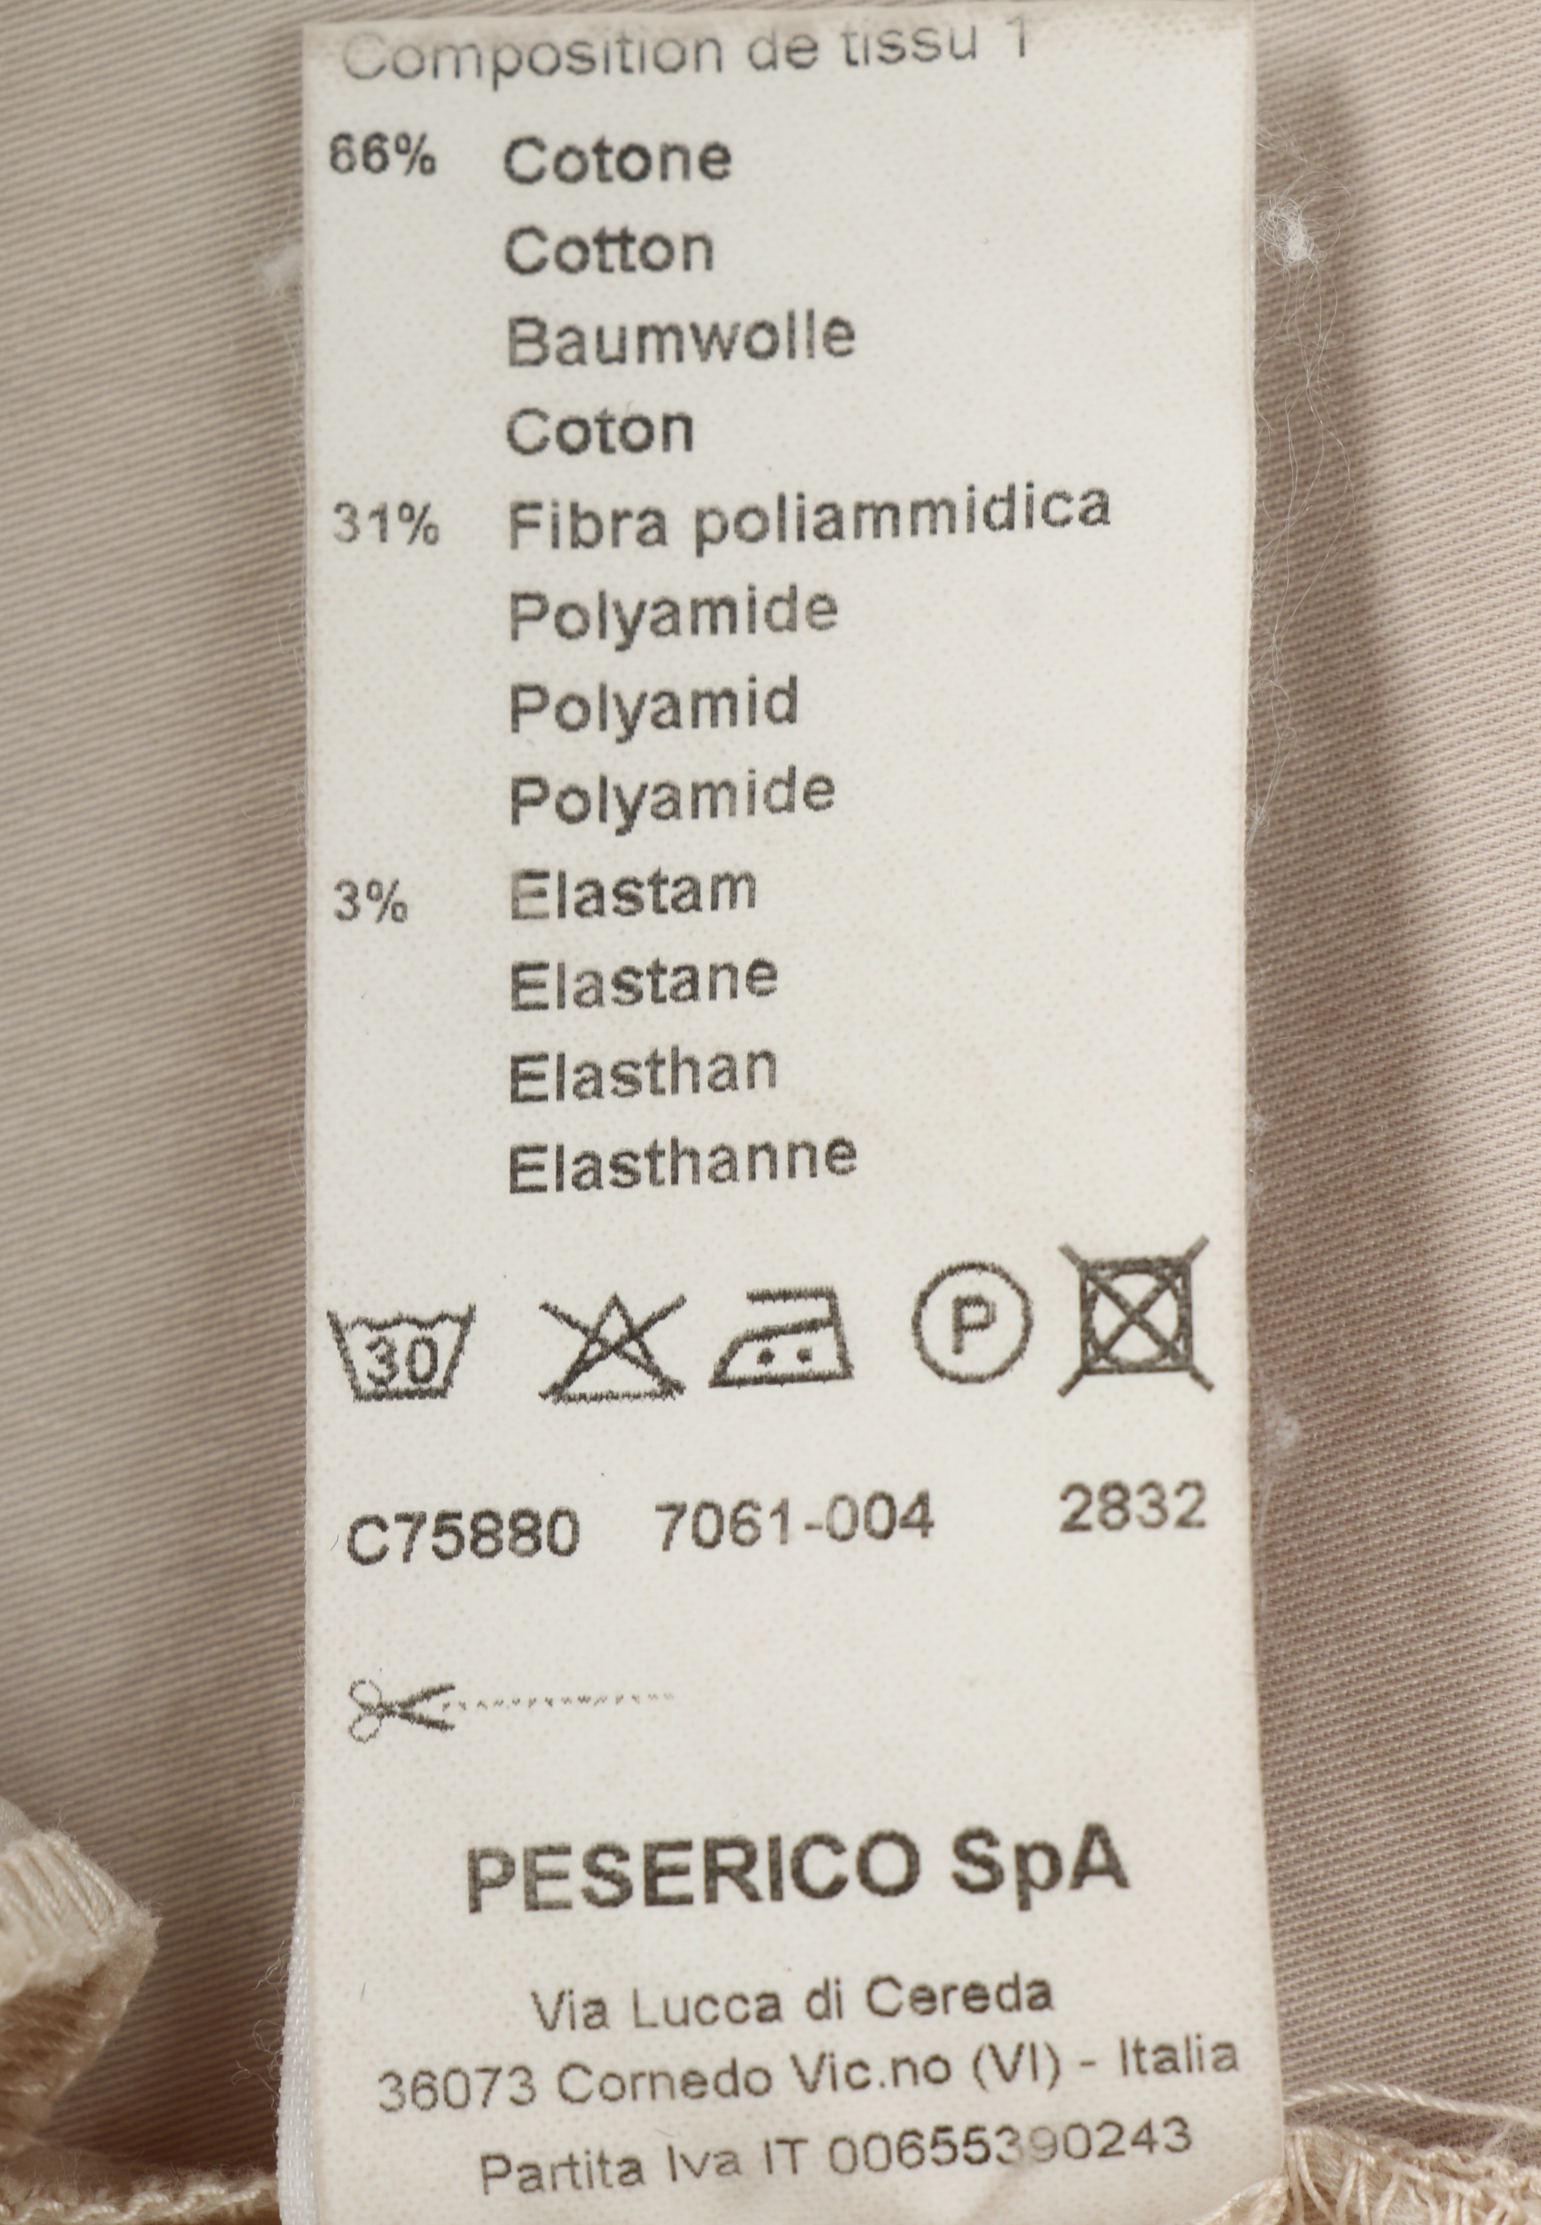 Composition de tissu 1
66% Cotone
Cotton
Baumwolle
Coton
31% Fibra poliammidica
Polyamide
Polyamid
Polyamide
3% Elastam
Elastane
Elasthan
Elasthanne
30 P
C75880 7061-004 2832
PESERICO SpA
Via Lucca di Cereda
36073 Cornedo Vic.no (VI) - Italia
Partita Iva IT 00655390243